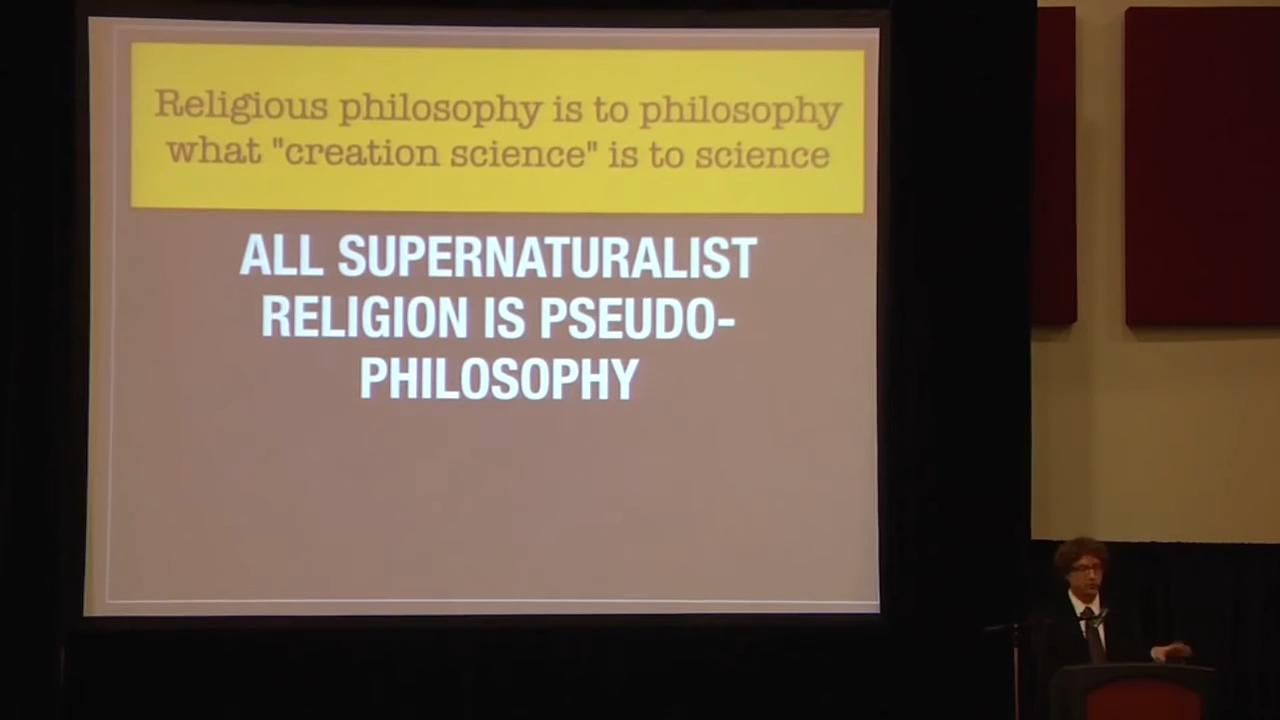 Religious philosophy is to philosophy
what "creation science" is to science
ALL SUPERNATURALIST
RELIGION IS PSEUDO-
PHILOSOPHY